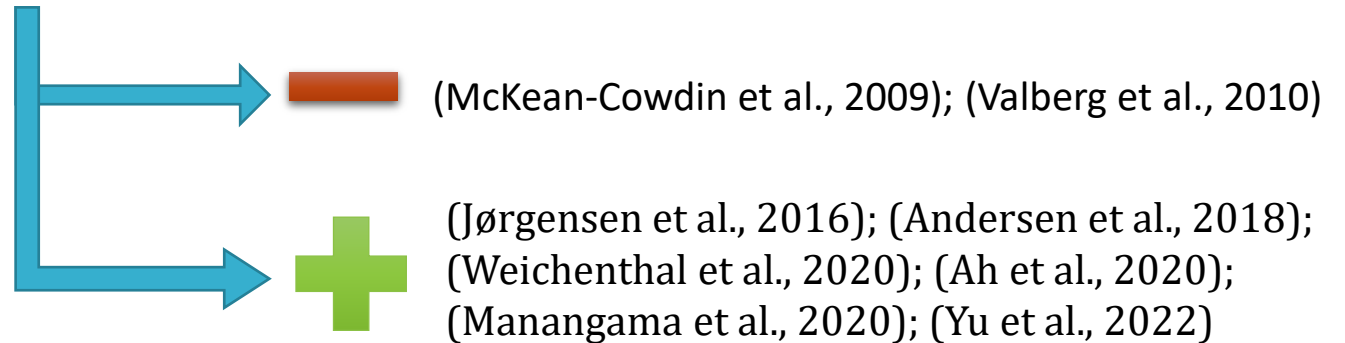 (McKean-Cowdin et al., 2009); (Valberg et al., 2010)
(Jørgensen et al., 2016); (Andersen et al., 2018);
(Weichenthal et al., 2020); (Ah et al., 2020);
(Manangama et al., 2020); (Yu et al., 2022)